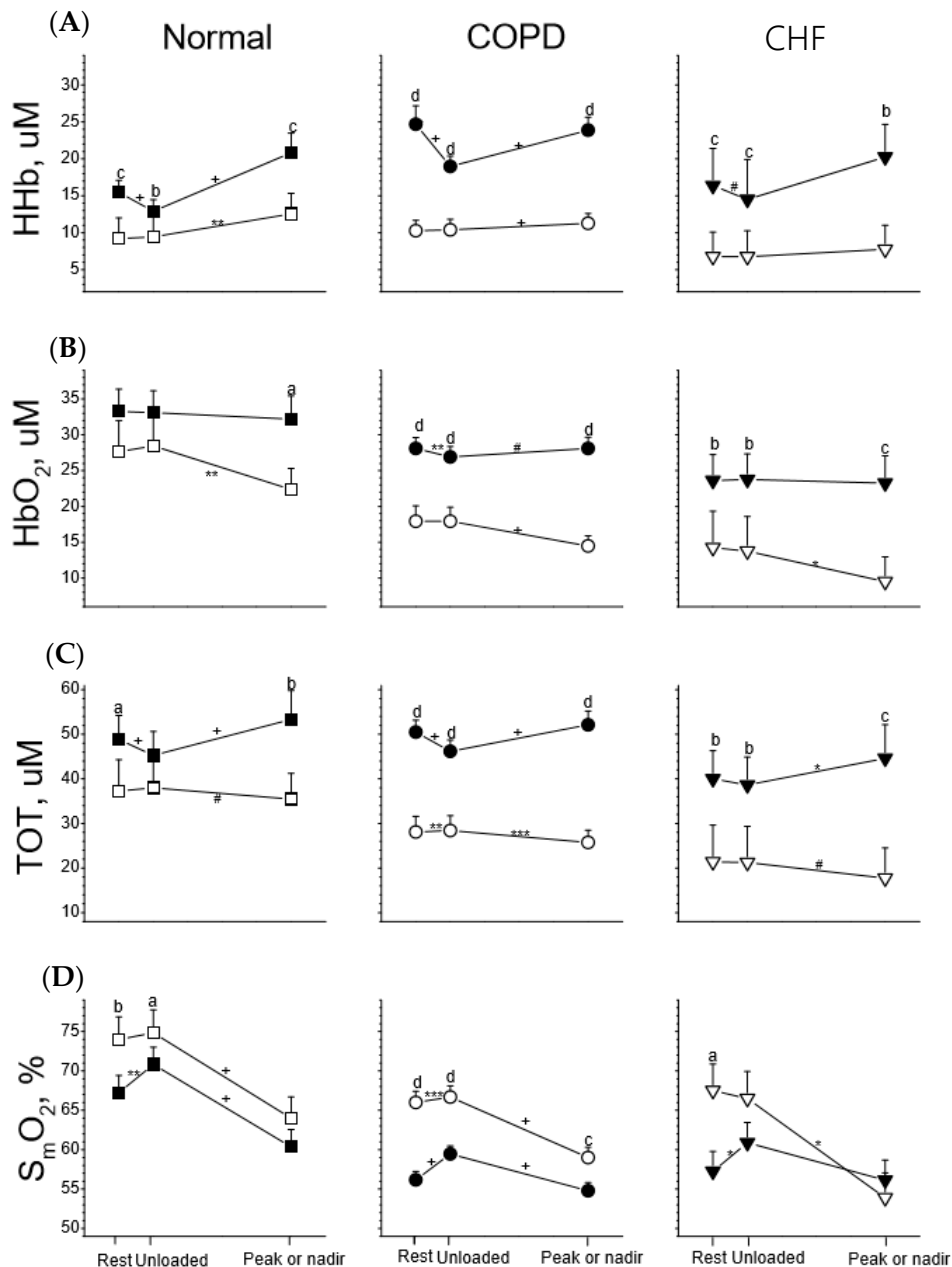 (A)
Normal COPD CHF
HHb, uM
30
25
20
15
10
5
c + b + c
**
d + d + d
+
c # c b
(B)
HbO2, uM
35
30
25
20
15
10
a
**
d ** d # d
+
b b c
*
(C)
TOT, uM
60
50
40
30
20
10
a + + b
#
d + d + d
** ***
b b * c
#
(D)
SmO2, %
75
70
65
60
55
50
b a
** + +
d *** d + c
+ +
a
* *
Rest Unloaded Peak or nadir Rest Unloaded Peak or nadir Rest Unloaded Peak or nadir